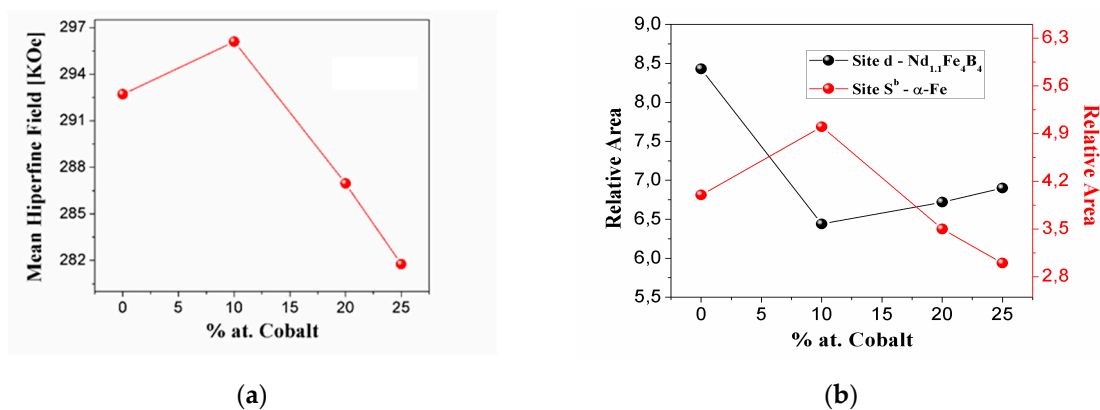 297
294
291
288
285
282
Mean Hiperfine Field [KOe]
0 5 10 15 20 25
% at. Cobalt
(a)
9,0
8,5
8,0
7,5
7,0
6,5
6,0
5,5
Relative Area
Site d - Nd1.1Fe4B4
Site Sb - α-Fe
6,3
5,6
4,9
4,2
3,5
2,8
Relative Area
0 5 10 15 20 25
% at. Cobalt
(b)